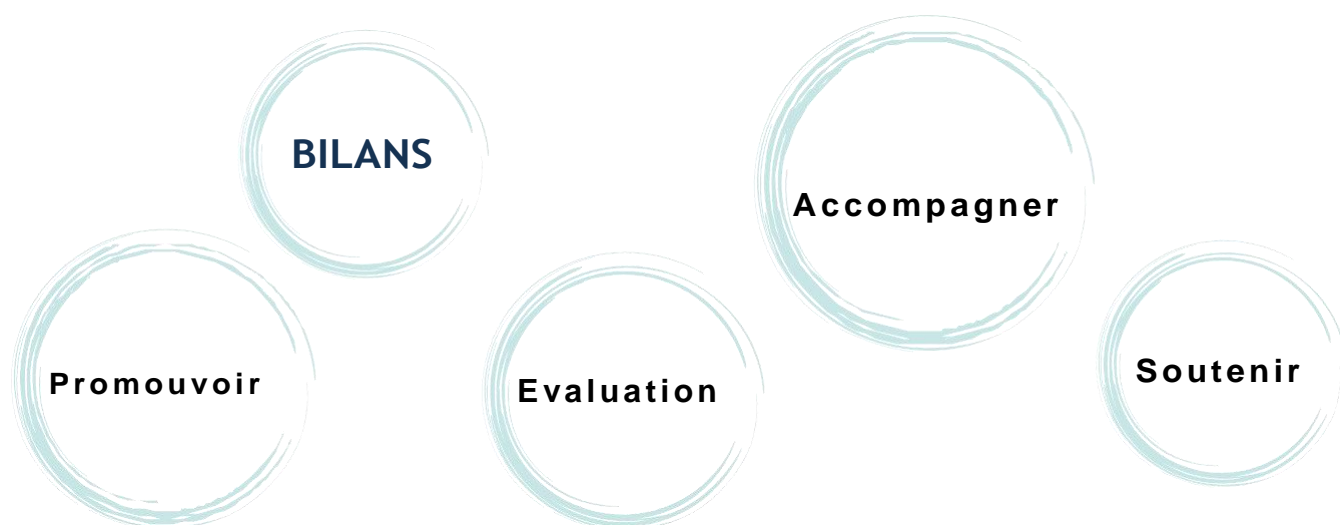 BILANS
Accompagner
Promouvoir
Evaluation
Soutenir